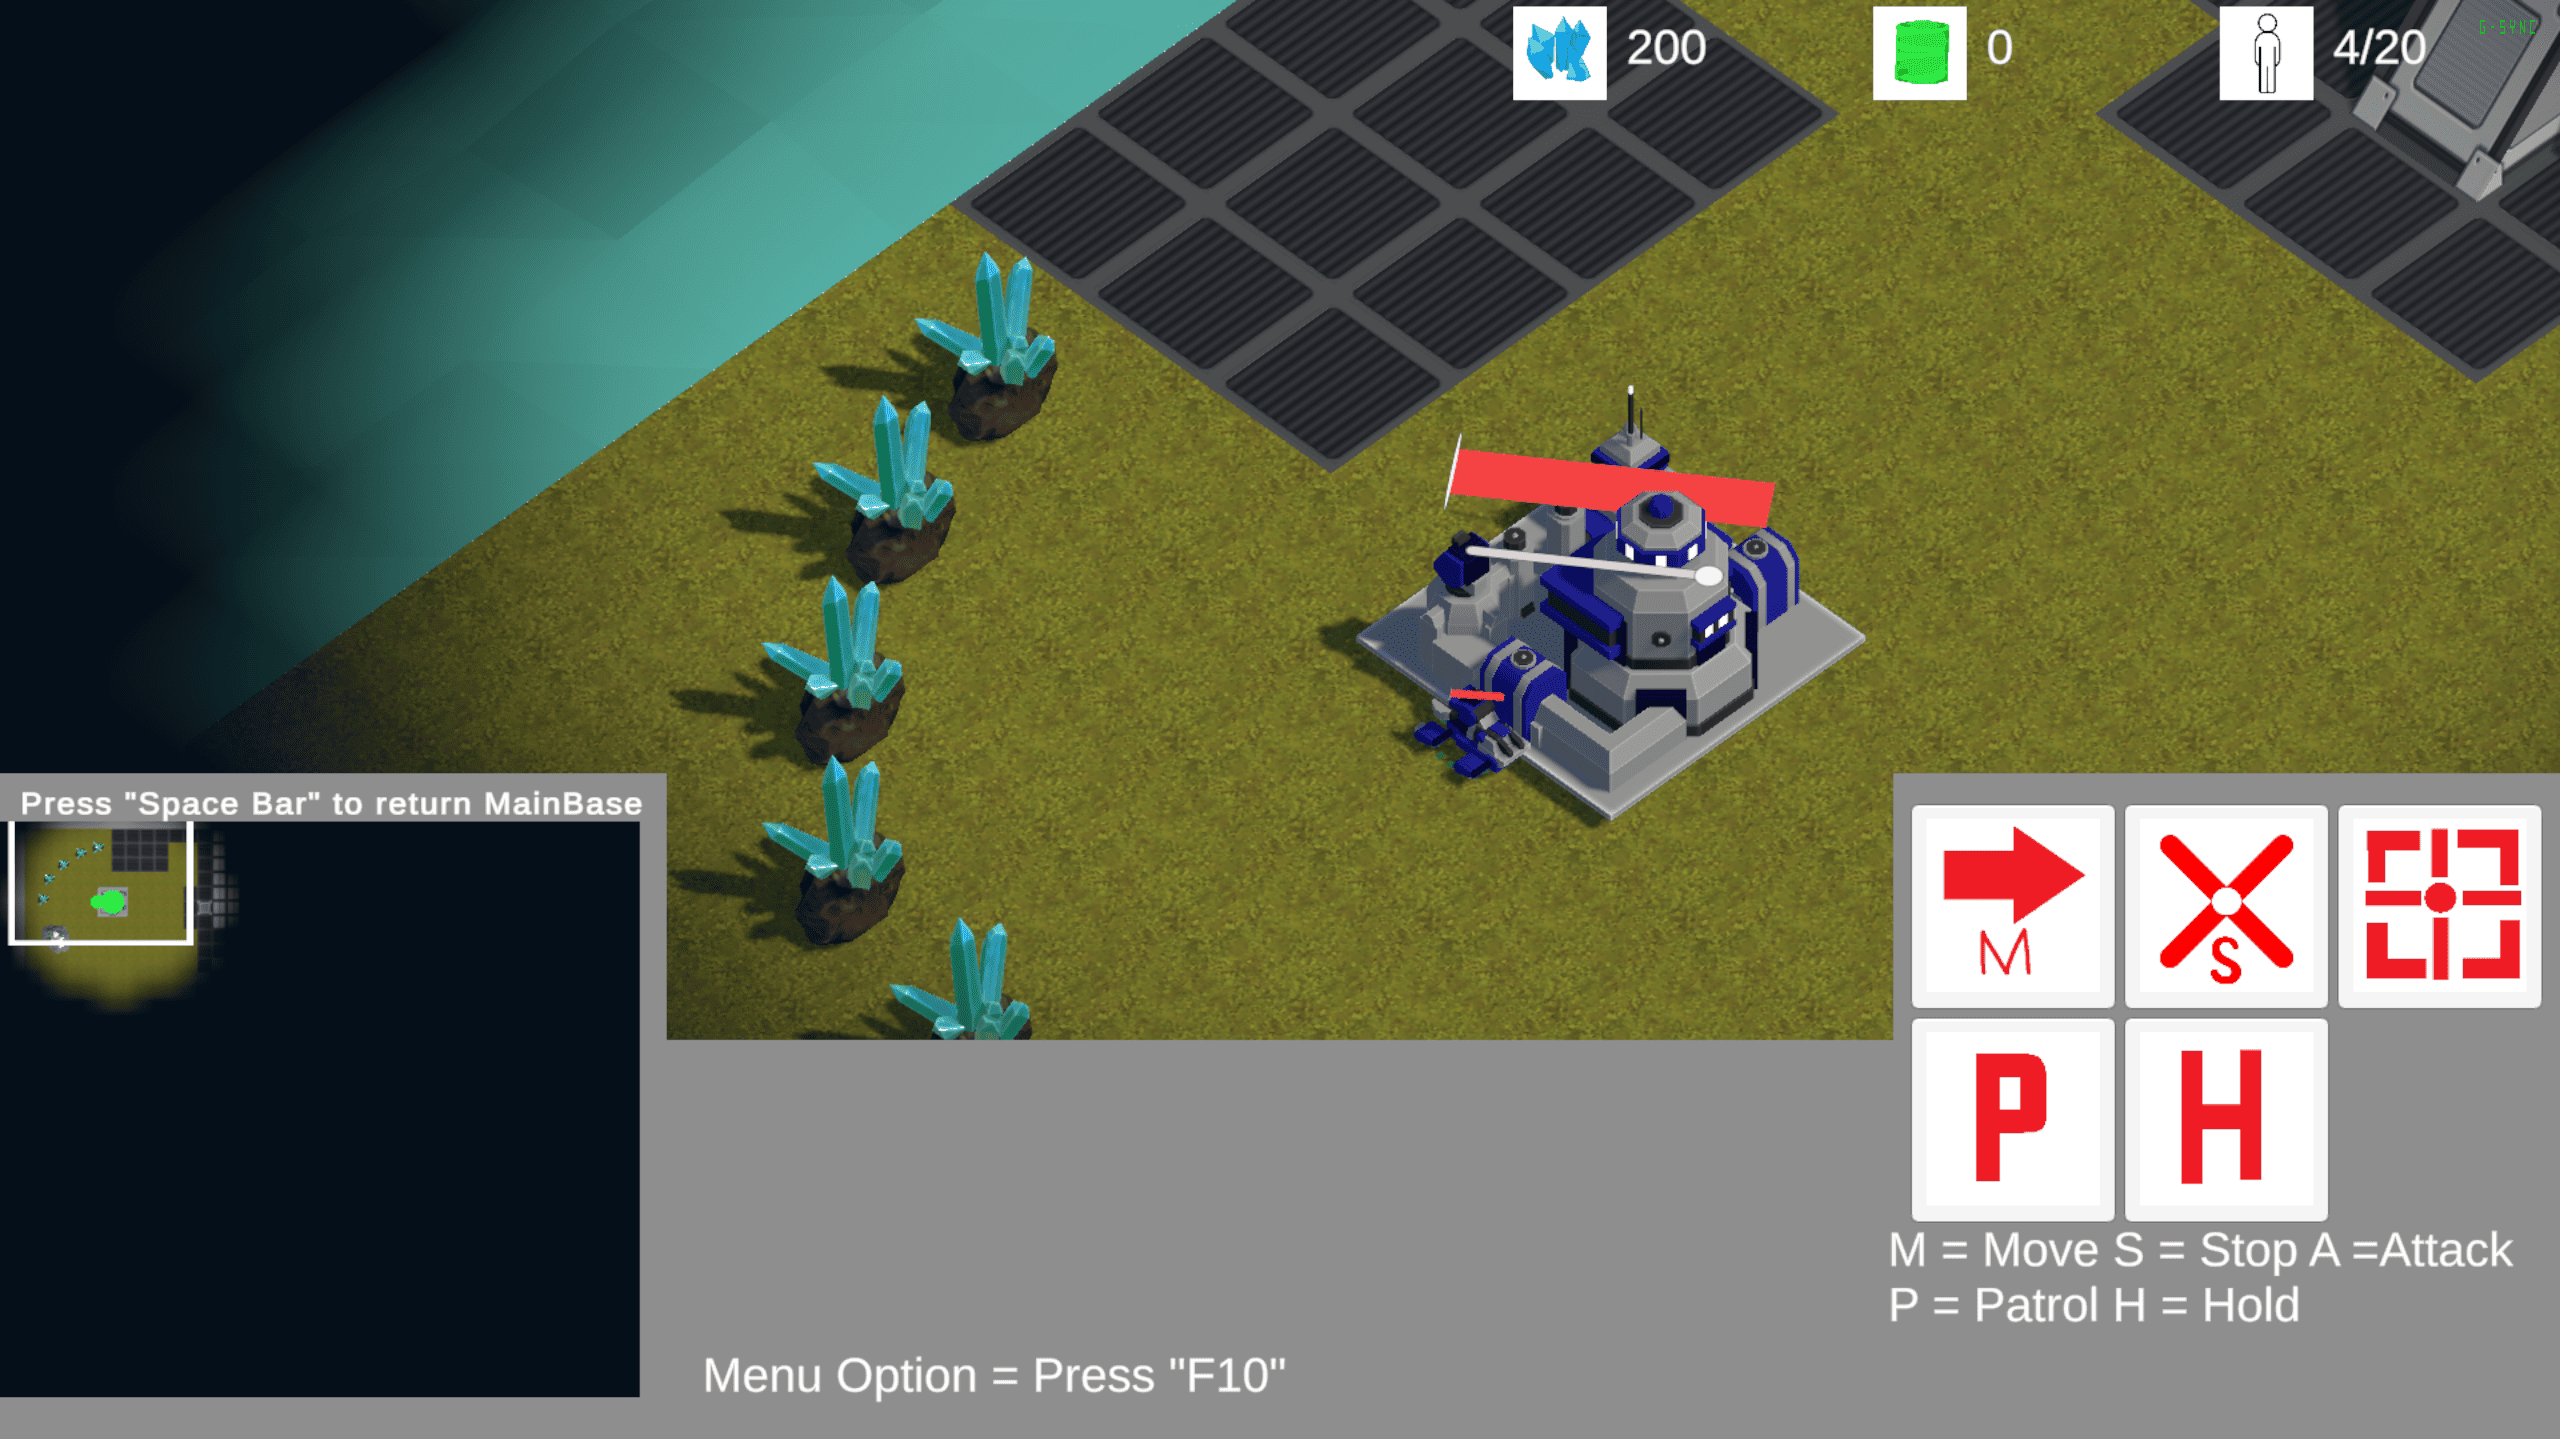 200
0
4/20
G-SYNC
Press "Space Bar" to return MainBase
M
S
P
H
M = Move S = Stop A =Attack
P = Patrol H = Hold
Menu Option = Press "F10"